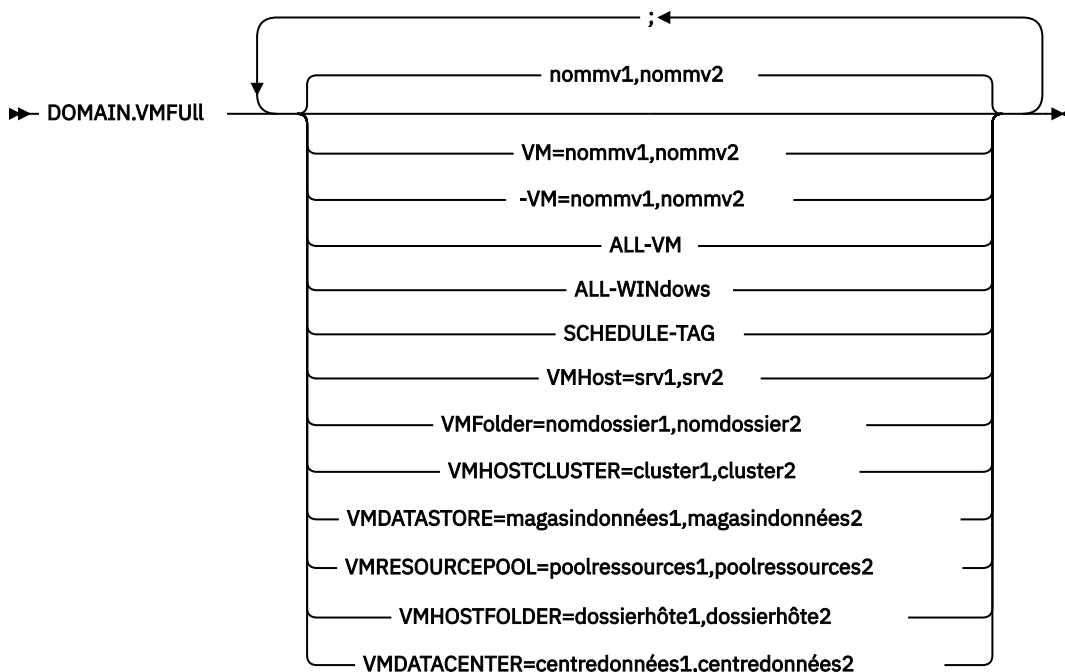 ;
nommv1,nommv2
DOMAIN.VMFUll
VM=nommv1,nommv2
-VM=nommv1,nommv2
ALL-VM
ALL-WINdows
SCHEDULE-TAG
VMHost=srv1,srv2
VMFolder=nomdossier1,nomdossier2
VMHOSTCLUSTER=cluster1,cluster2
VMDATASTORE=magasindonnées1,magasindonnées2
VMRESOURCEPOOL=poolressources1,poolressources2
VMHOSTFOLDER=dossierhôte1,dossierhôte2
VMDATACENTER=centredonnées1,centredonnées2